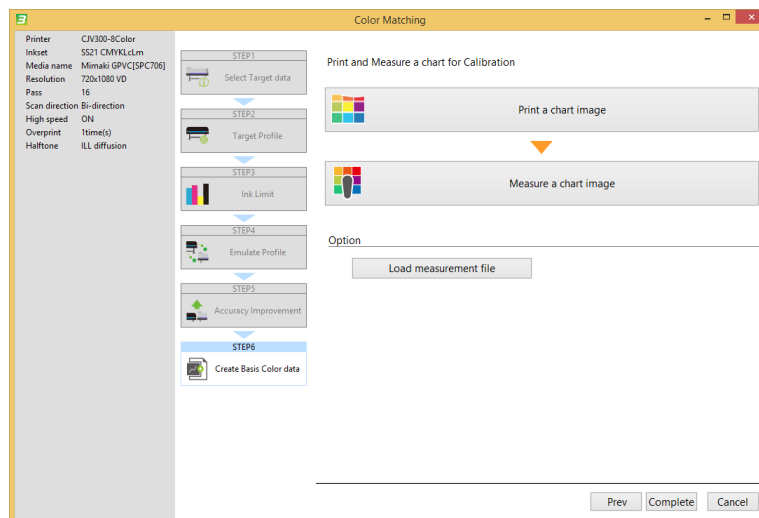 Color Matching
Printer CJV300-8Color
Inkset SS21 CMYKLcLm
Media name Mimaki GPVC[SPC706]
Resolution 720x1080 VD
Pass 16
Scan direction Bi-direction
High speed ON
Overprint 1time(s)
Halftone ILL diffusion
STEP1
Select Target data
STEP2
Target Profile
STEP3
Ink Limit
STEP4
Emulate Profile
STEP5
Accuracy Improvement
STEP6
Create Basis Color data
Print and Measure a chart for Calibration
Print a chart image
Measure a chart image
Option
Load measurement file
Prev Complete Cancel